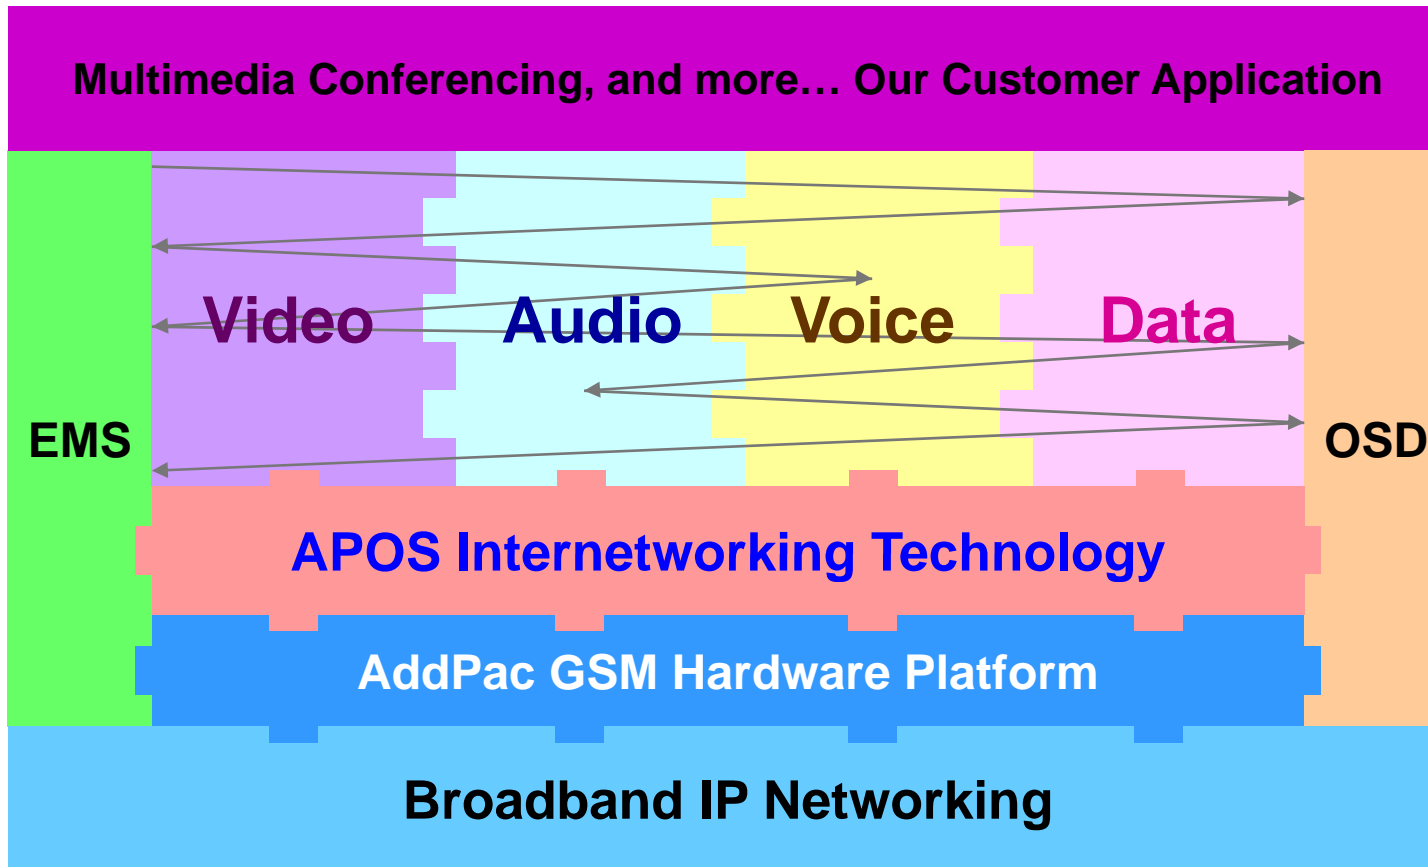 Multimedia Conferencing, and more… Our Customer Application
Video Audio Voice Data
EMS
OSD
APOS Internetworking Technology
AddPac GSM Hardware Platform
Broadband IP Networking